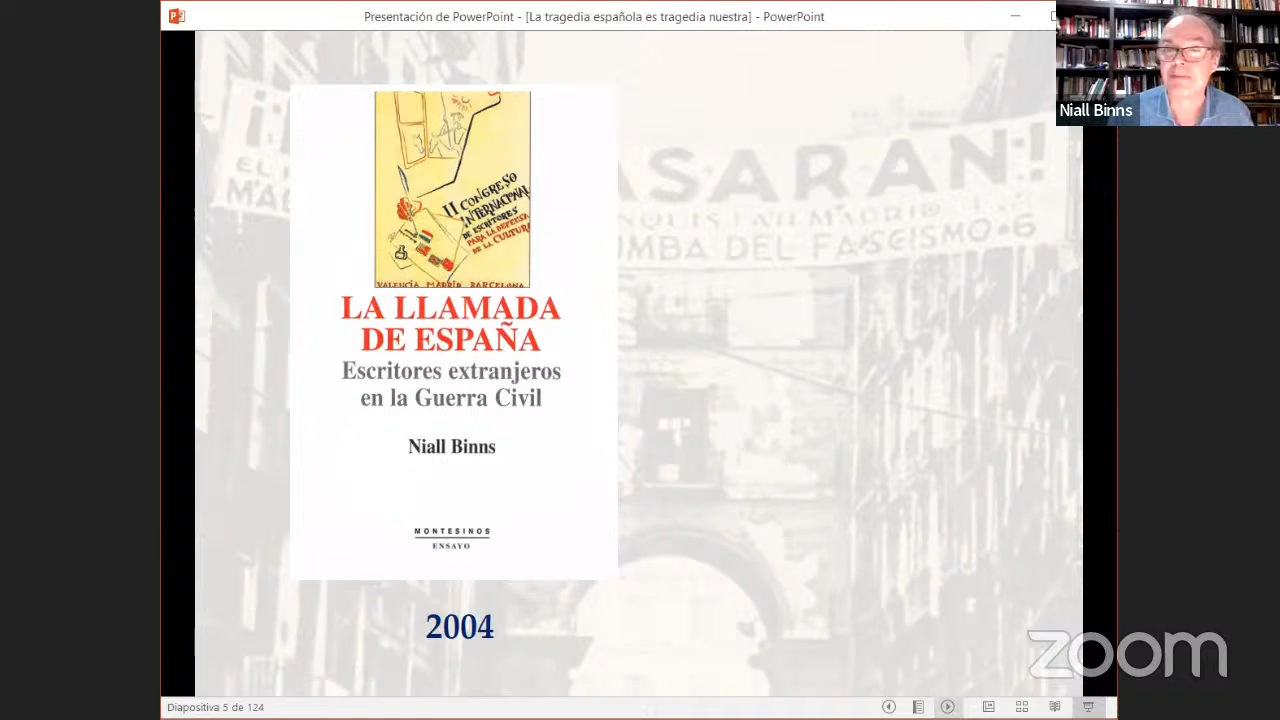 Presentación de PowerPoint - [La tragedia española es tragedia nuestra] - PowerPoint
Niall Binns
II CONGRESO
INTERNACIONAL
DE ESCRITORES
PARA LA DEFENSA
DE LA CULTURA
VALENCIA MADRID BARCELONA
LA LLAMADA
DE ESPAÑA
Escritores extranjeros
en la Guerra Civil
Niall Binns
MONTESINOS
ENSAYO
2004
ASARAN!
MBA DEL FASCISMO
zoom
Diapositiva 5 de 124